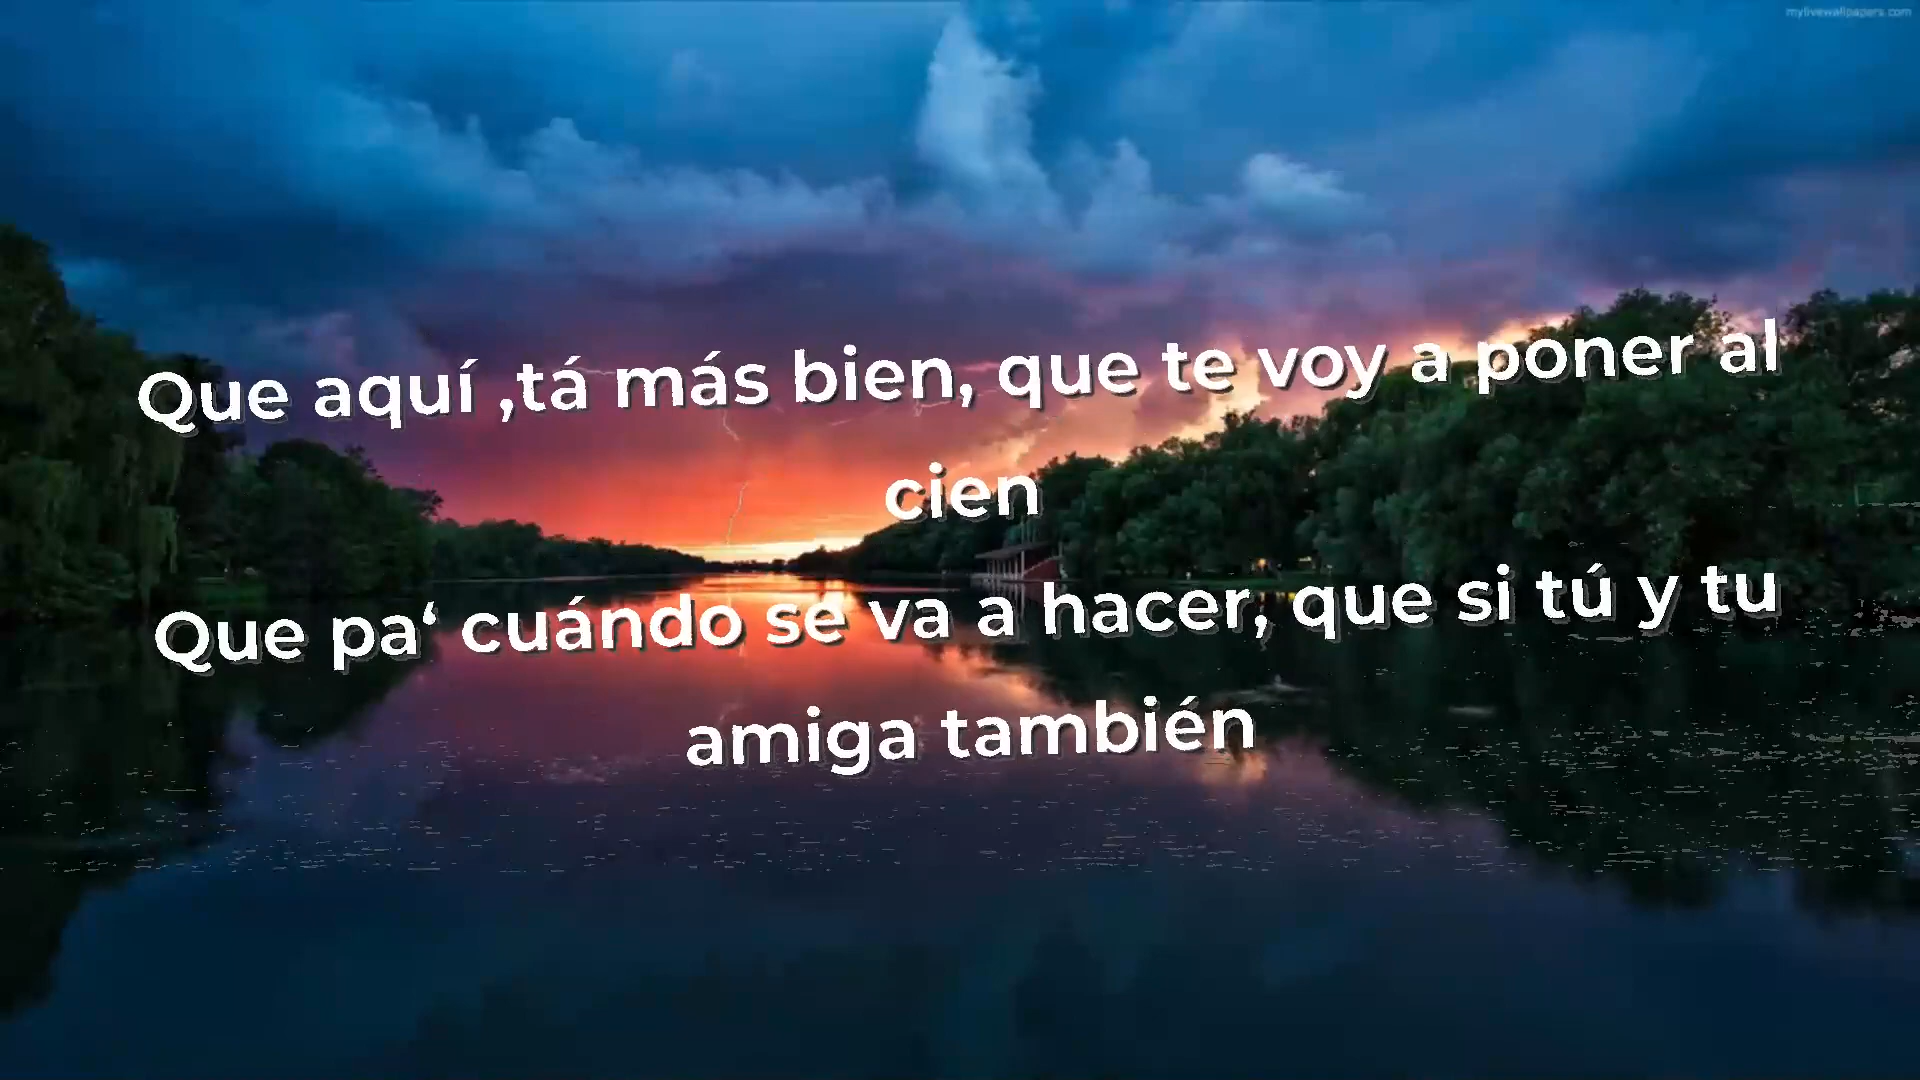 mylivewallpapers.com
Que aquí ,tá más bien, que te voy a poner al
cien
Que pa‘ cuándo se va a hacer, que si tú y tu
amiga también